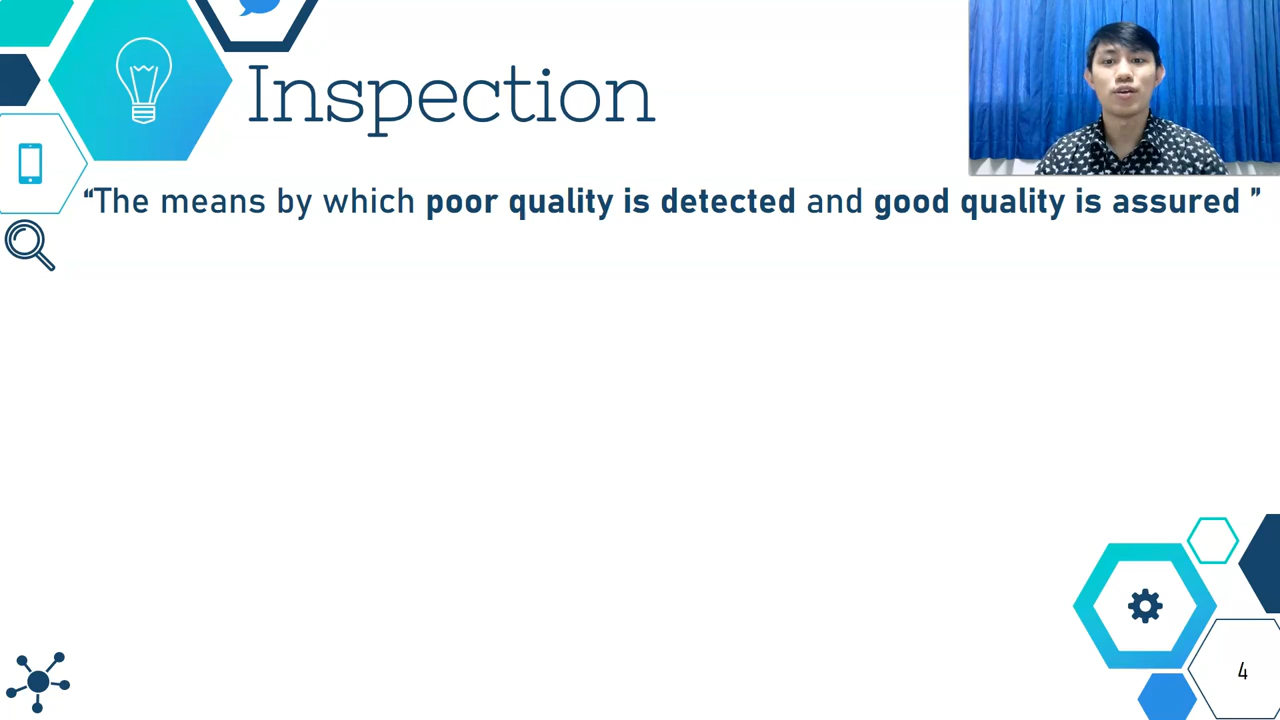 Inspection
“The means by which poor quality is detected and good quality is assured ”
4